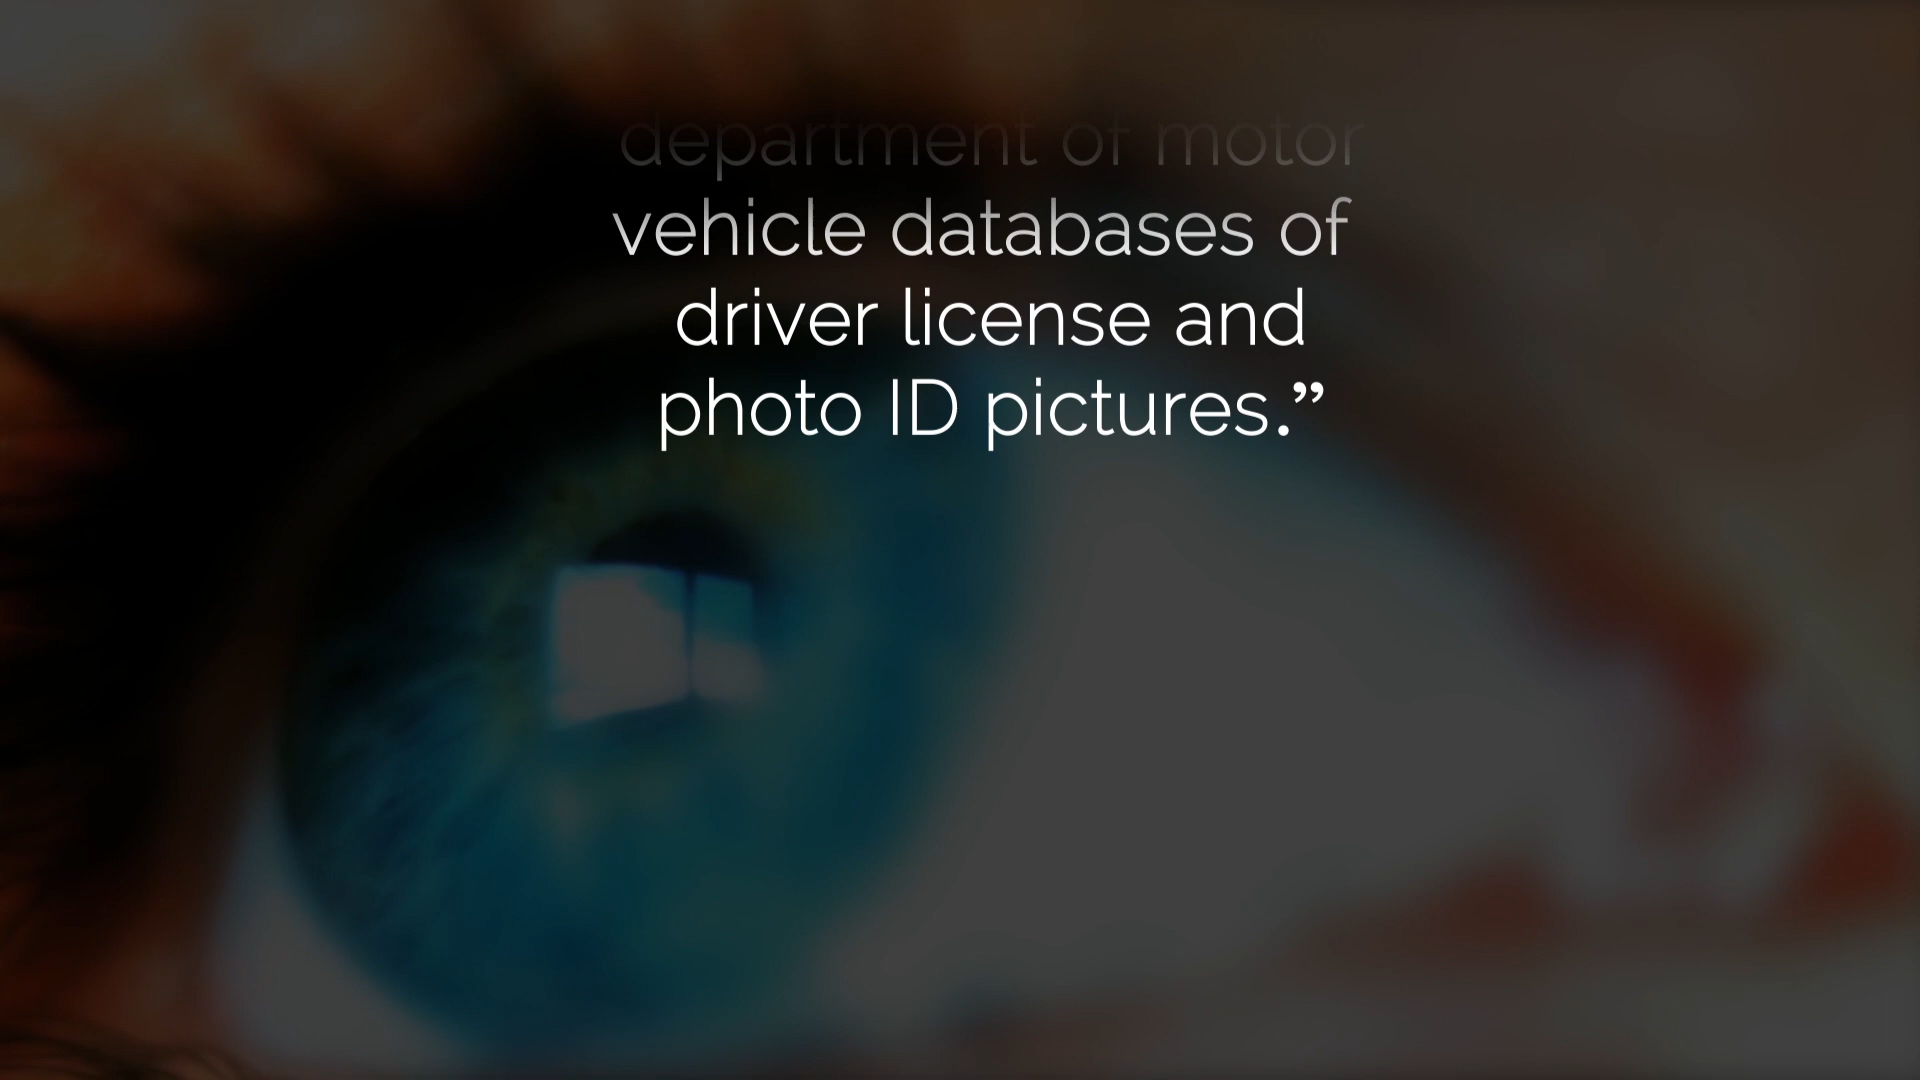 department of motor
vehicle databases of
driver license and
photo ID pictures.”